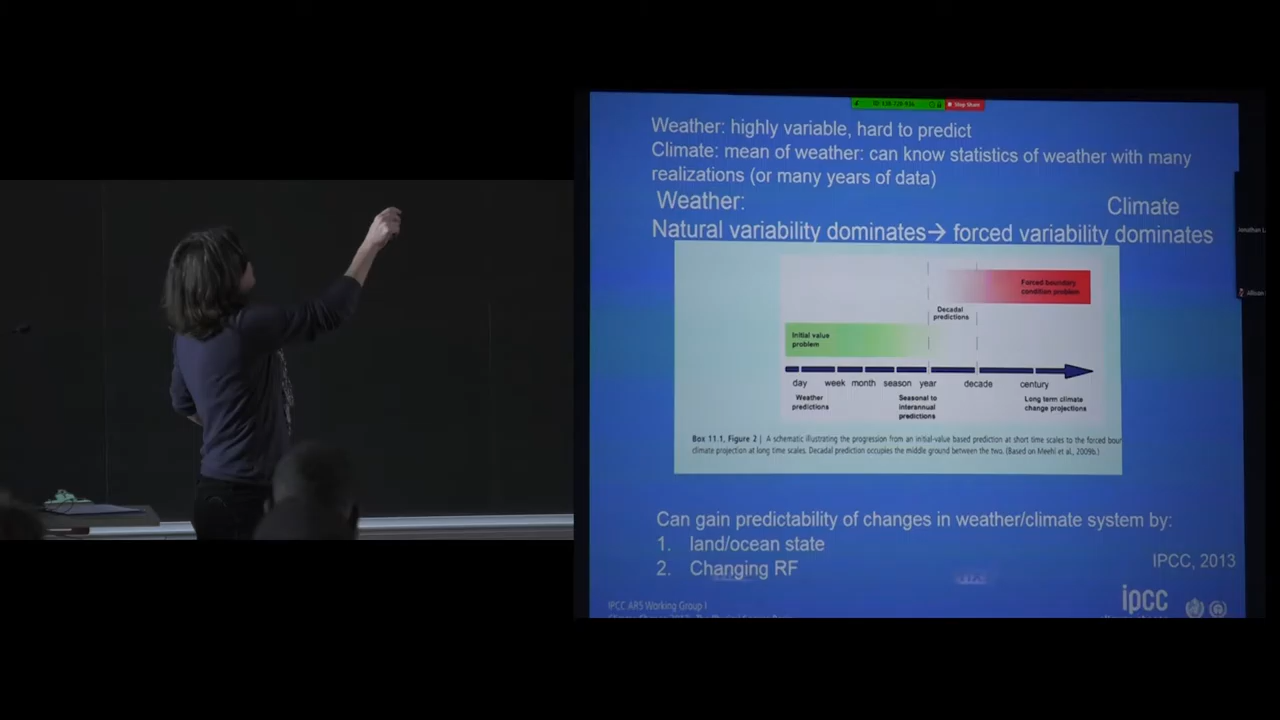 Stop Share
Weather: highly variable, hard to predict
Climate: mean of weather: can know statistics of weather with many
realizations (or many years of data)
Weather:
Climate
Natural variability dominates→ forced variability dominates
Forced boundary
condition problem
Decadal
predictions
Initial value
problem
day week month season year decade century
Weather
predictions
Seasonal to
interannual
predictions
Long term climate
change projections
Box 11.1, Figure 2 | A schematic illustrating the progression from an initial-value based prediction at short time scales to the forced bour
climate projection at long time scales. Decadal prediction occupies the middle ground between the two. (Based on Meehl et al., 2009b.)
Can gain predictability of changes in weather/climate system by:
1. land/ocean state
2. Changing RF
IPCC, 2013
IPCC AR5 Working Group I
ipcc
Jonathan L